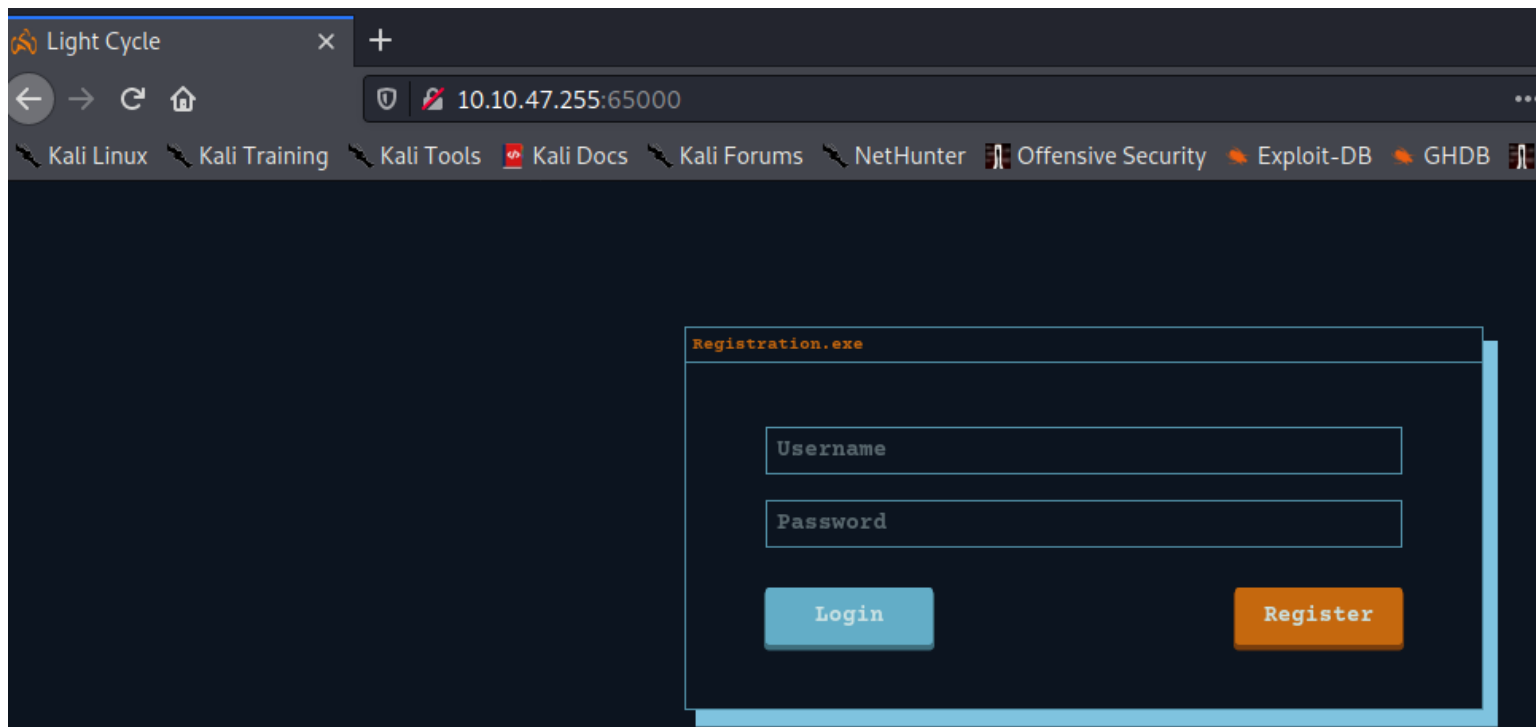 Light Cycle
10.10.47.255:65000
Kali Linux Kali Training Kali Tools Kali Docs Kali Forums NetHunter Offensive Security Exploit-DB GHDB
Registration.exe
Username
Password
Login Register